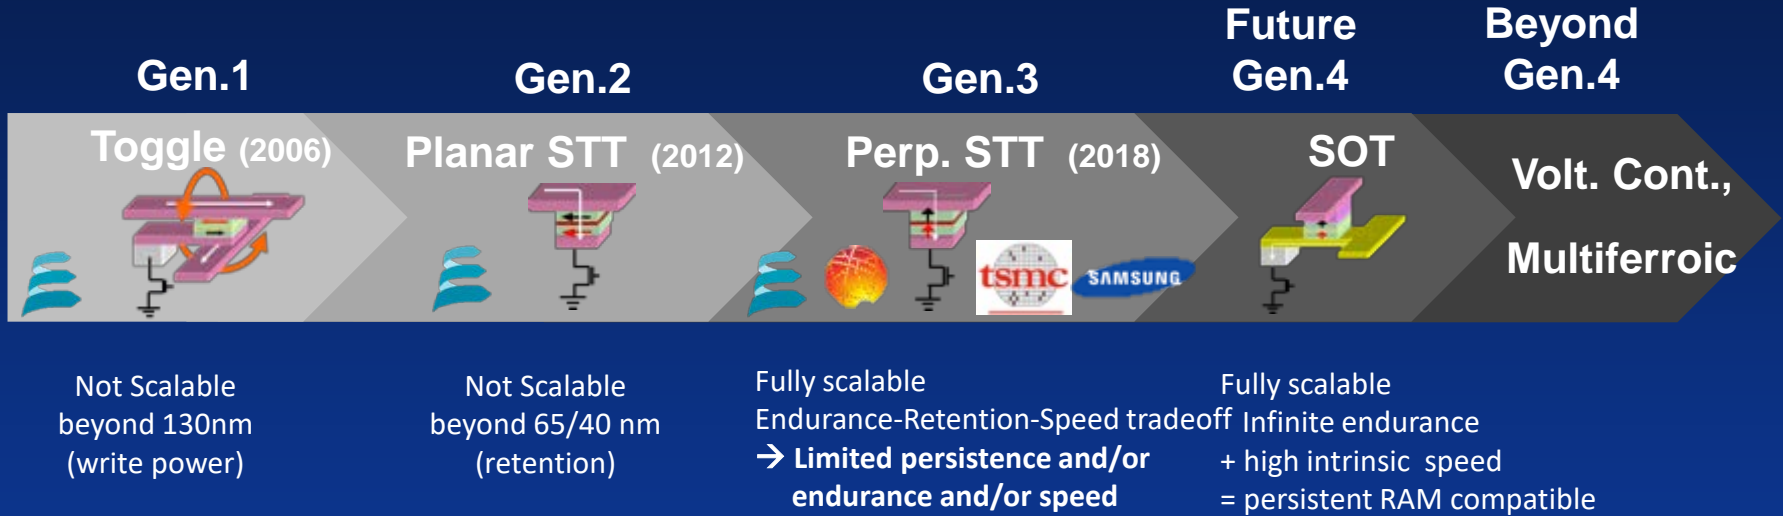 Gen.1
Gen.2
Gen.3
Future
Gen.4
Beyond
Gen.4
Toggle (2006)
Planar STT (2012)
Perp. STT (2018)
SOT
Volt. Cont.,
Multiferroic
tsmc
SAMSUNG
Not Scalable
beyond 130nm
(write power)
Not Scalable
beyond 65/40 nm
(retention)
Fully scalable
Endurance-Retention-Speed tradeoff
→ Limited persistence and/or
endurance and/or speed
Fully scalable
Infinite endurance
+ high intrinsic speed
= persistent RAM compatible